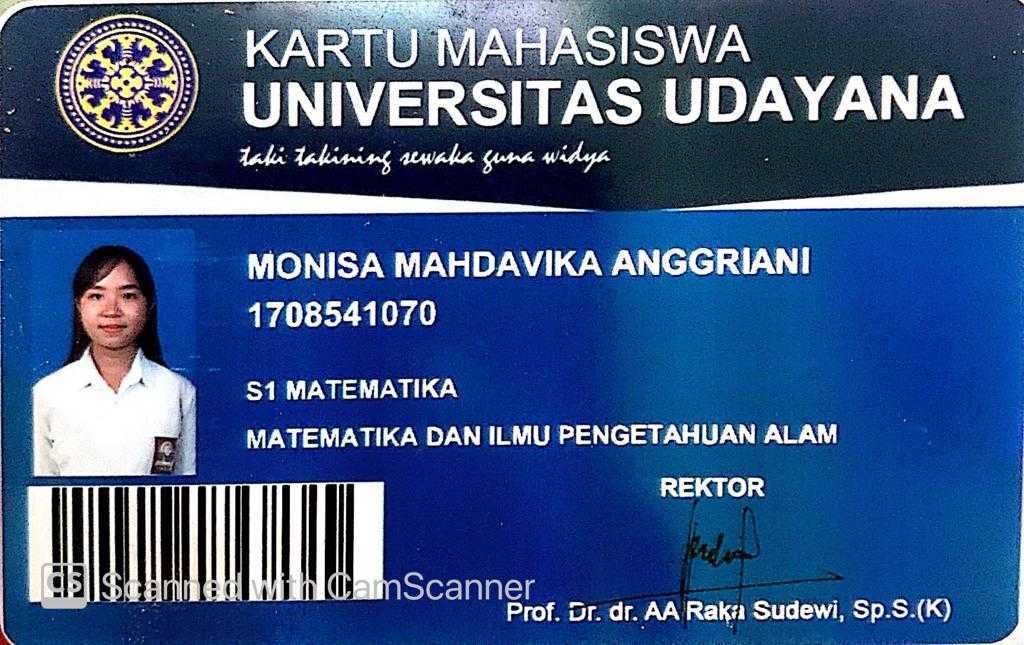 KARTU MAHASISWA
UNIVERSITAS UDAYANA
taki takining sewaka guna widya
MONISA MAHDAVIKA ANGGRIANI
1708541070
S1 MATEMATIKA
MATEMATIKA DAN ILMU PENGETAHUAN ALAM
REKTOR
Prof. Dr. dr. AA Raka Sudewi, Sp.S.(K)
CS Scanned with CamScanner